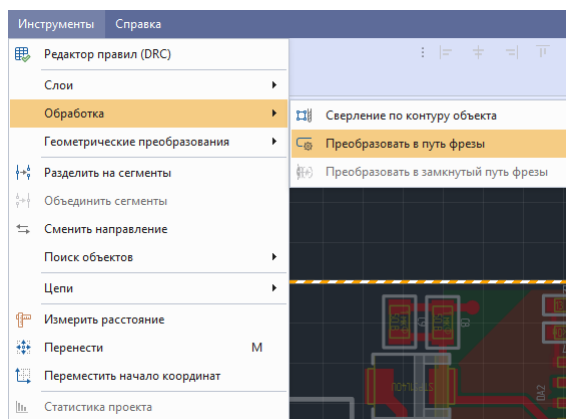 Инструменты Справка
Редактор правил (DRC)
Слои
Обработка
Сверление по контуру объекта
Геометрические преобразования
Преобразовать в путь фрезы
Разделить на сегменты
Преобразовать в замкнутый путь фрезы
Объединить сегменты
Сменить направление
Поиск объектов
Цепи
Измерить расстояние
Перенести M
Переместить начало координат
DA2
Статистика проекта